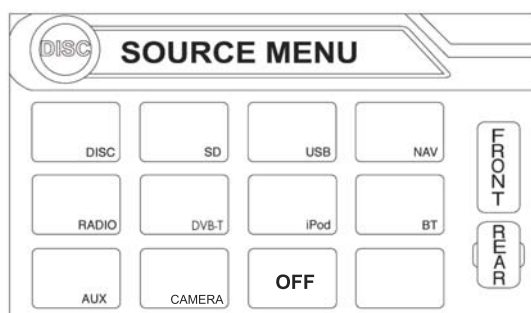 DISC SOURCE MENU
DISC SD USB NAV
RADIO DVB-T iPod BT
AUX CAMERA OFF
FRONT
REAR